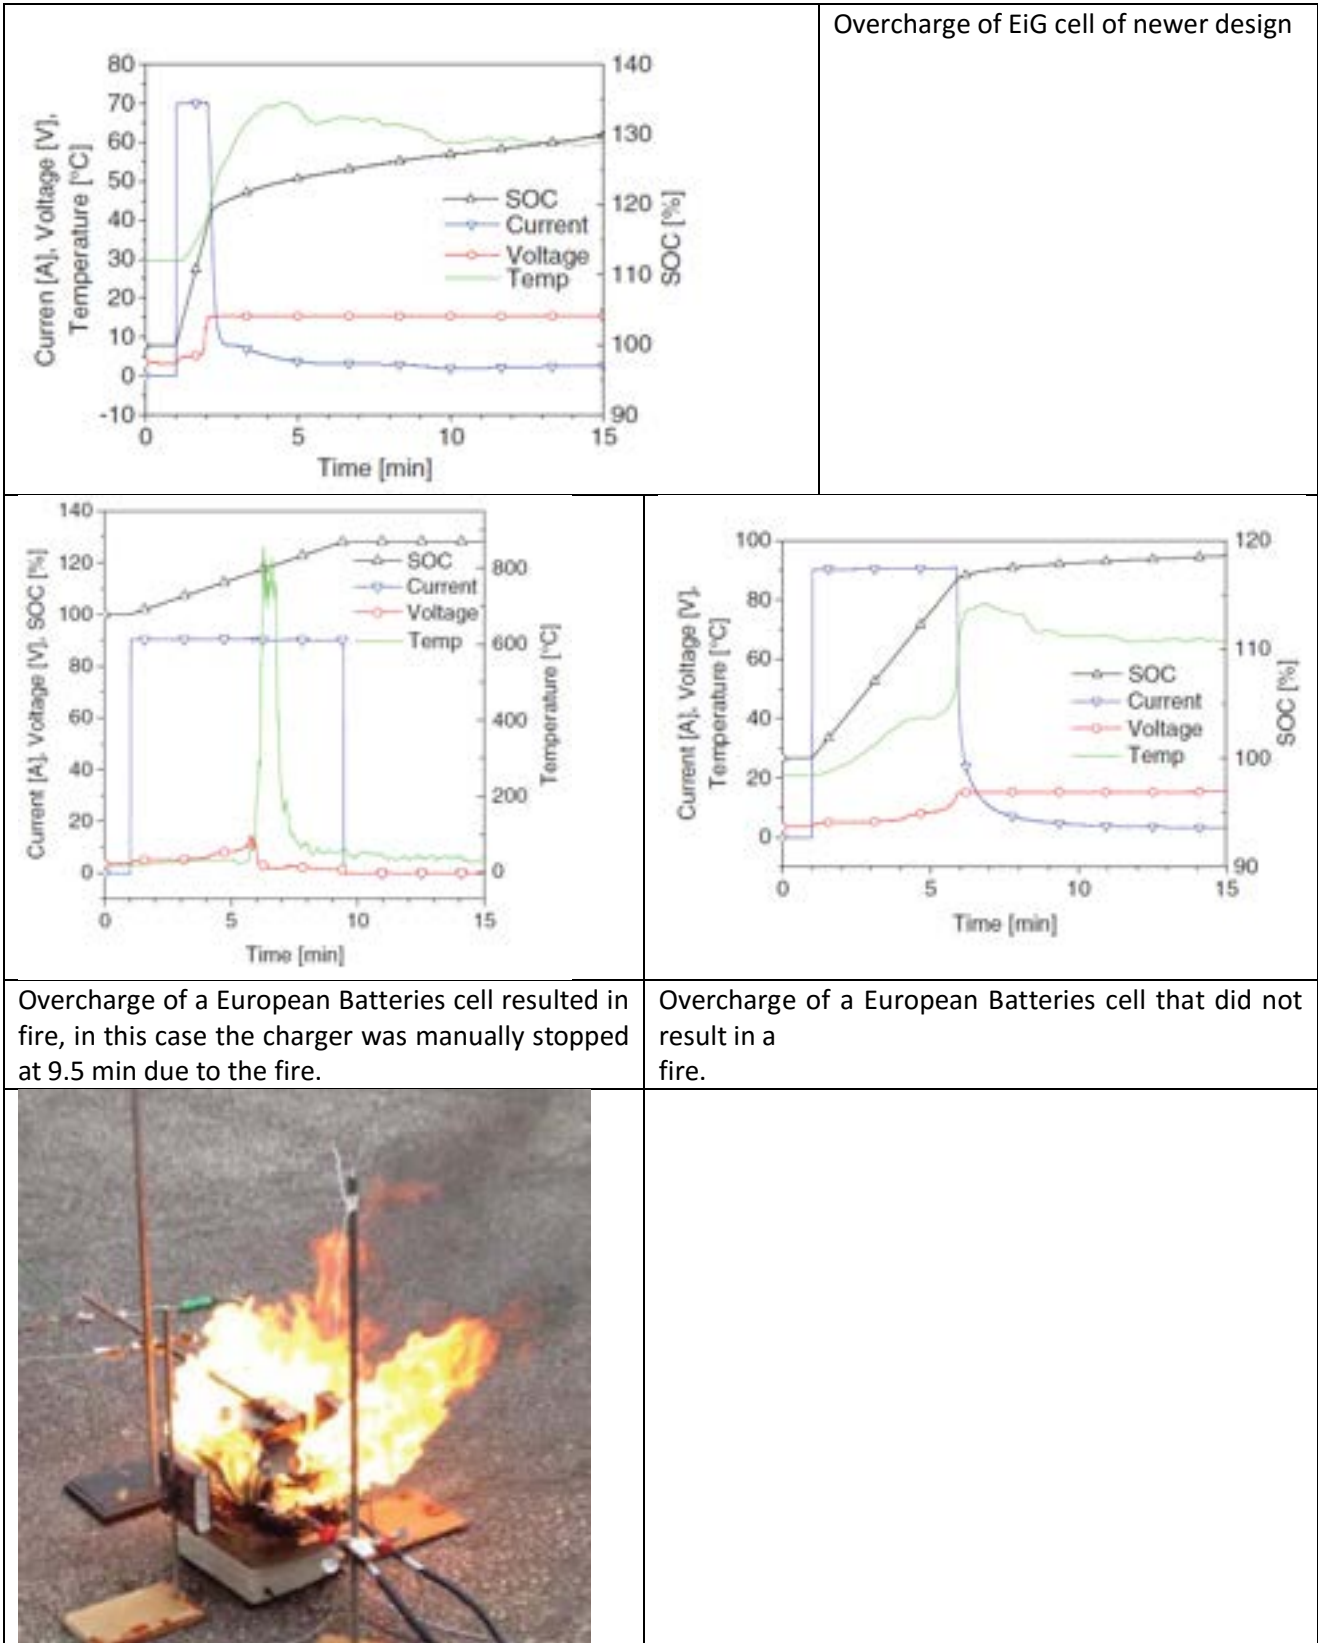 Overcharge of EiG cell of newer design
80
70
60
50
40
30
20
10
0
-10
Curren [A], Voltage [V],
Temperature [°C]
140
130
120
110
100
90
SOC [%]
SOC
Current
Voltage
Temp
0
5
10
15
Time [min]
140
120
100
80
60
40
20
0
Current [A], Voltage [V], SOC [%]
800
600
400
200
0
Temperature [°C]
SOC
Current
Voltage
Temp
0
5
10
15
Time [min]
100
80
60
40
20
0
Current [A], Voltage [V],
Temperature [°C]
120
110
100
90
SOC [%]
SOC
Current
Voltage
Temp
0
5
10
15
Time [min]
Overcharge of a European Batteries cell resulted in
fire, in this case the charger was manually stopped
at 9.5 min due to the fire.
Overcharge of a European Batteries cell that did not
result in a
fire.